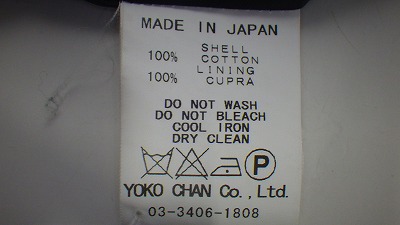 MADE IN JAPAN
SHELL
100% COTTON
LINING
100% CUPRA
DO NOT WASH
DO NOT BLEACH
COOL IRON
DRY CLEAN
P
YOKO CHAN Co., Ltd.
03-3406-1808